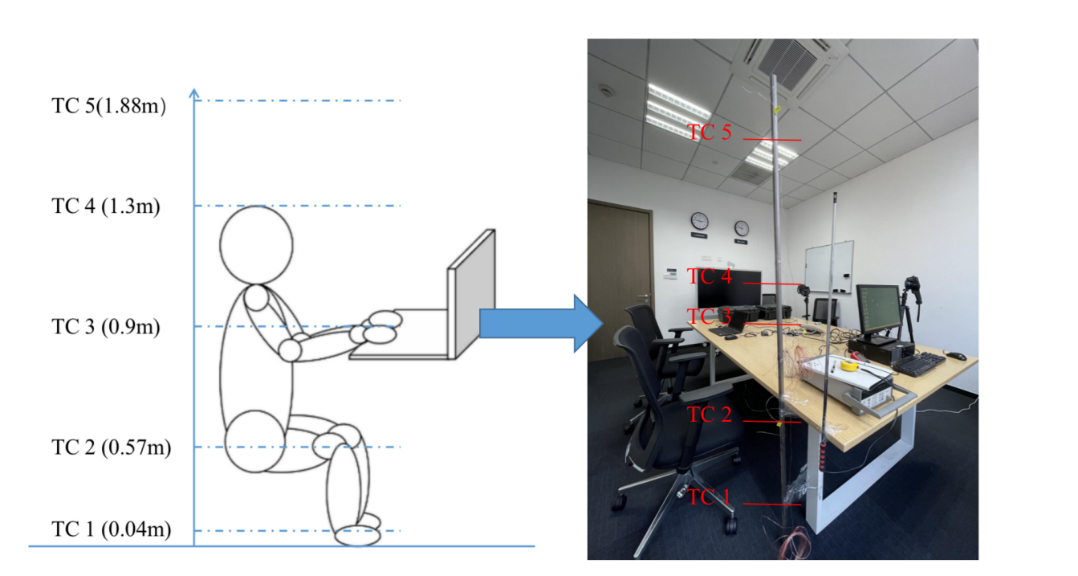 TC 5(1.88m）
TC 4 (1.3m)
TC 3 (0.9m)
TC 2 (0.57m)
TC 1 (0.04m)
TC 5
TC 4
TC 3
TC 2
TC 1